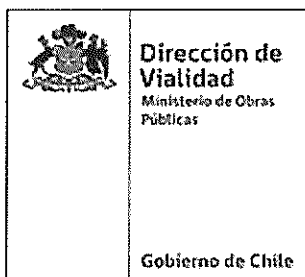 Dirección de
Vialidad
Ministerio de Obras
Públicas
Gobierno de Chile